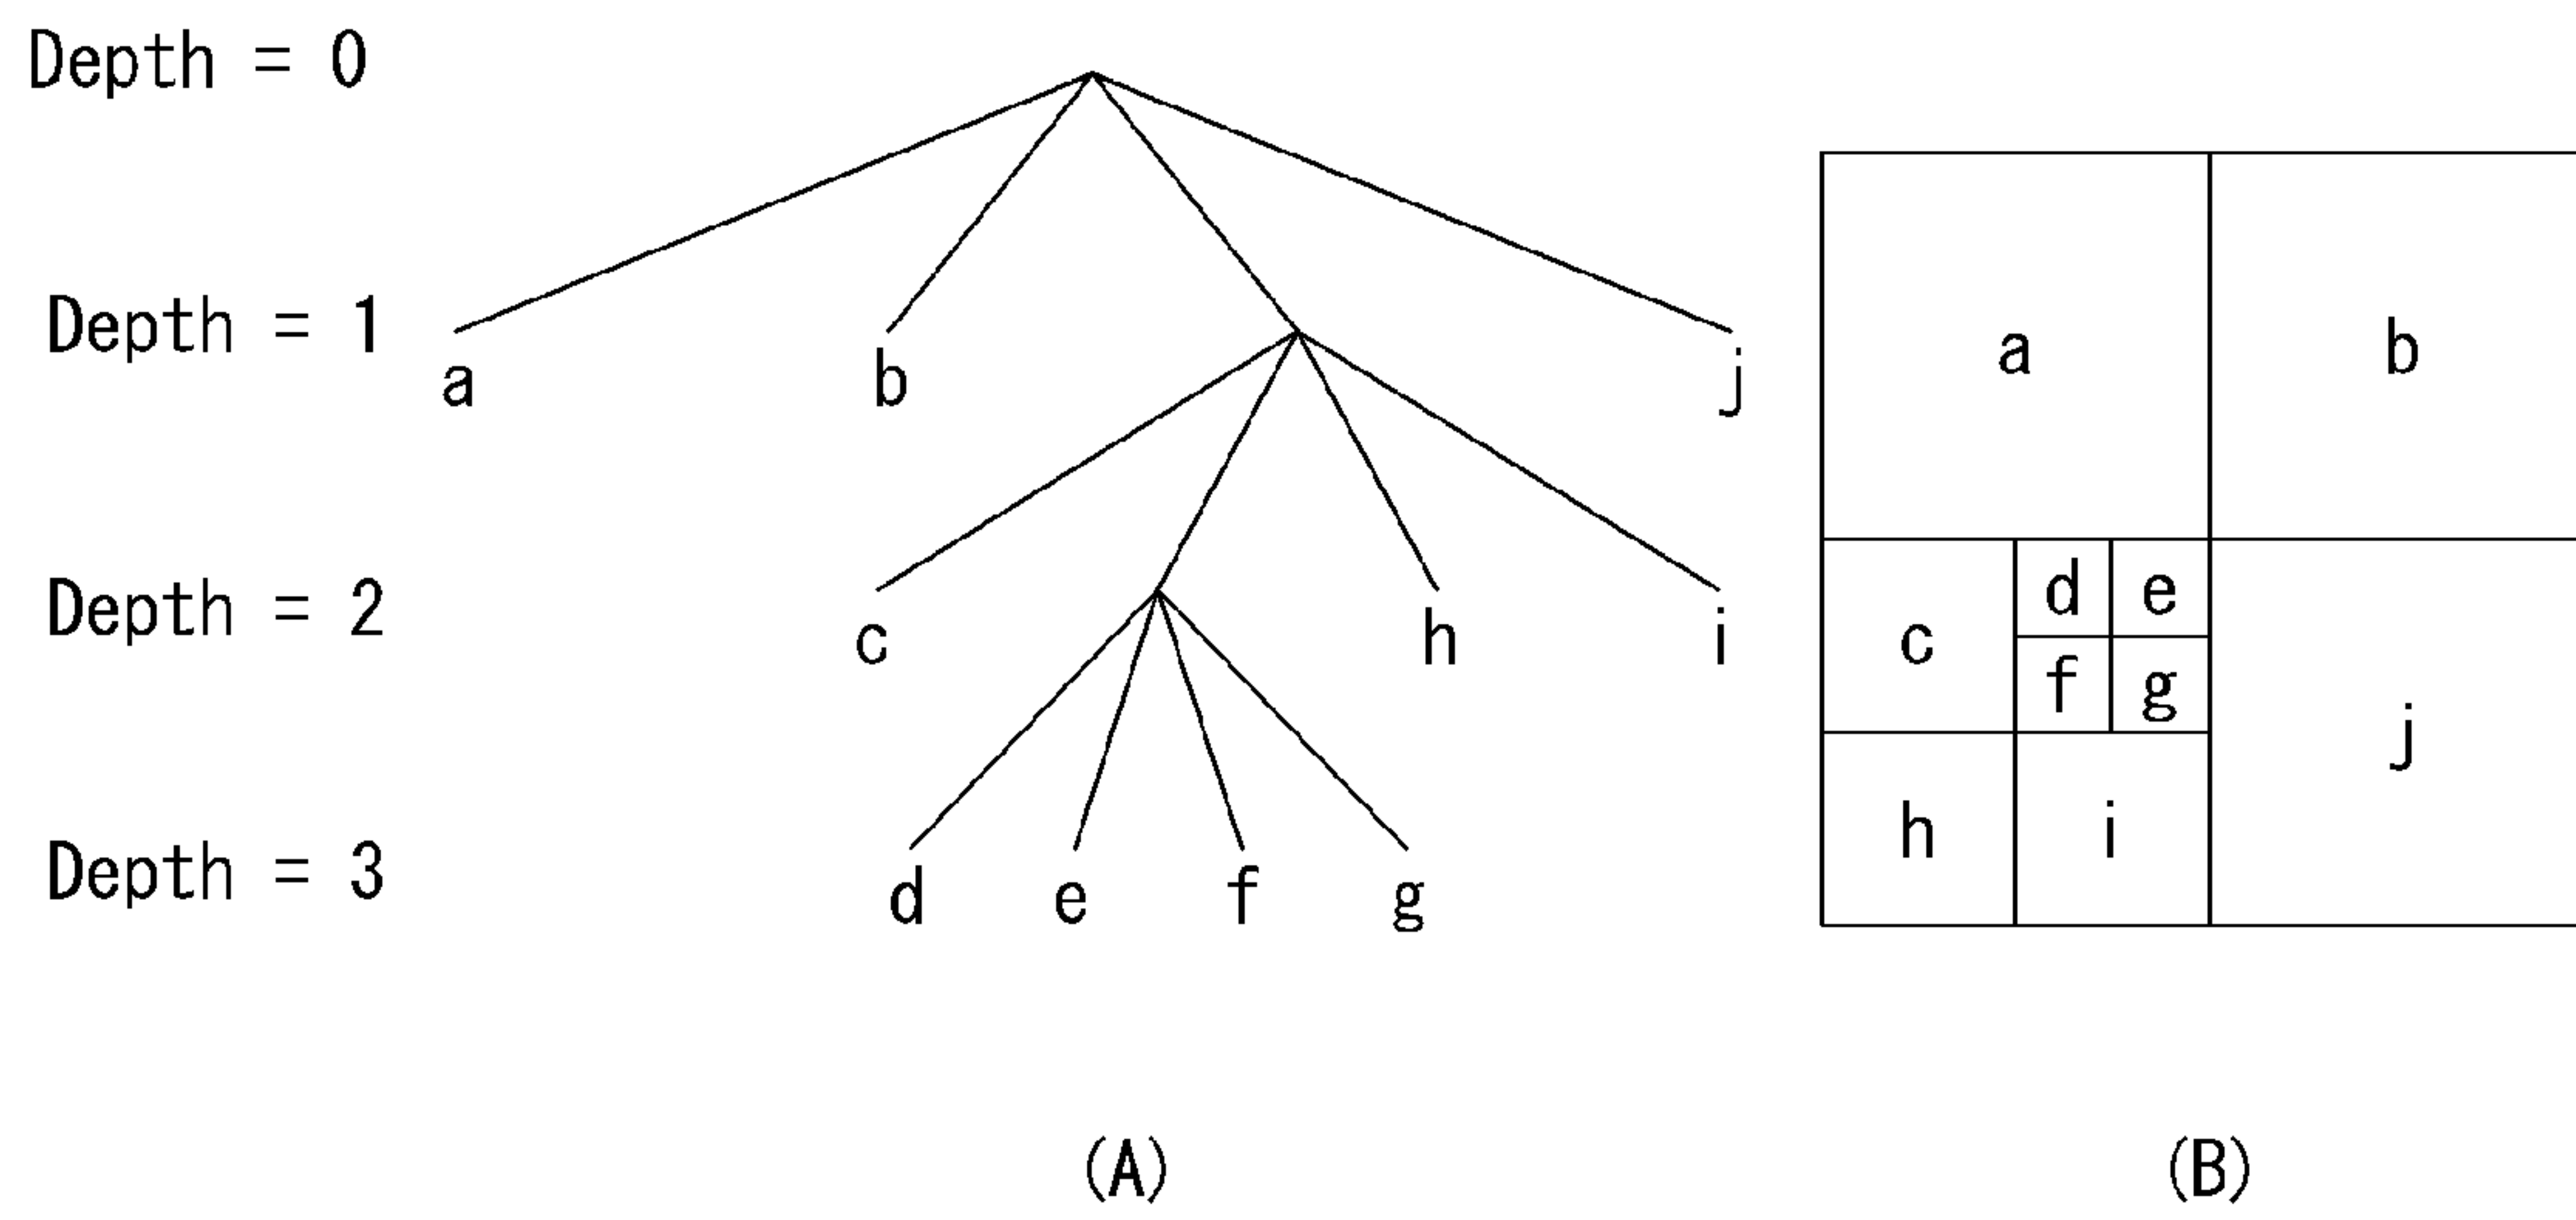 Depth = 0
Depth = 1
a
b
j
Depth = 2
c
h
i
Depth = 3
d
e
f
g
(A)
a
b
c
d
e
f
g
h
i
j
(B)